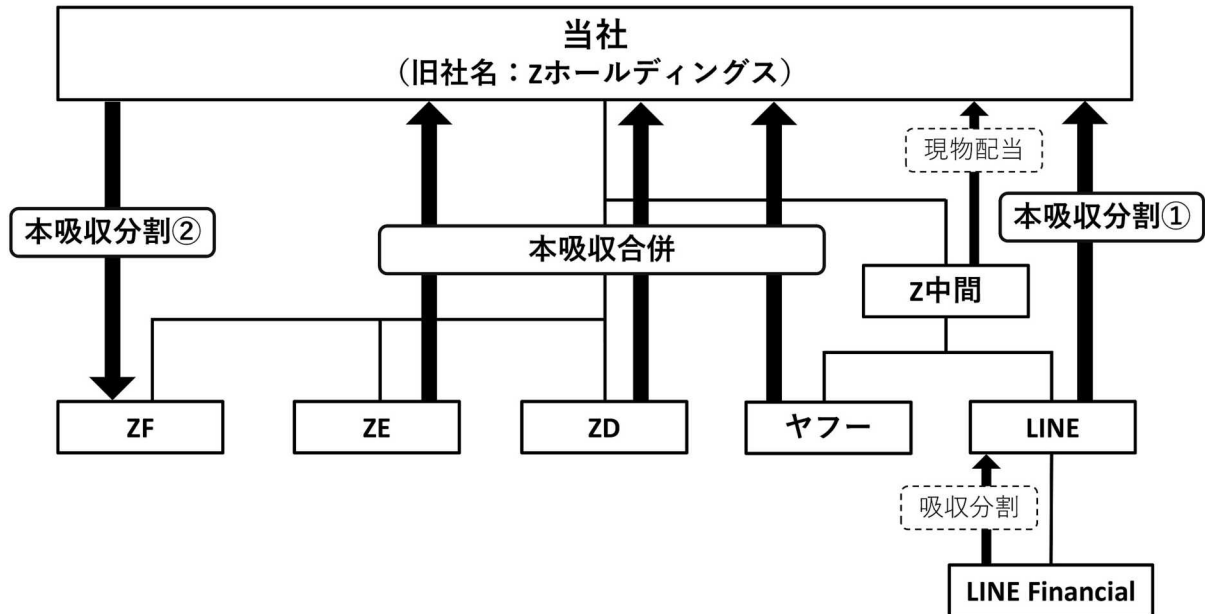 当社
（旧社名：Zホールディングス）
現物配当
本吸収分割②
本吸収合併
本吸収分割①
Z中間
ZF
ZE
ZD
ヤフー
LINE
吸収分割
LINE Financial